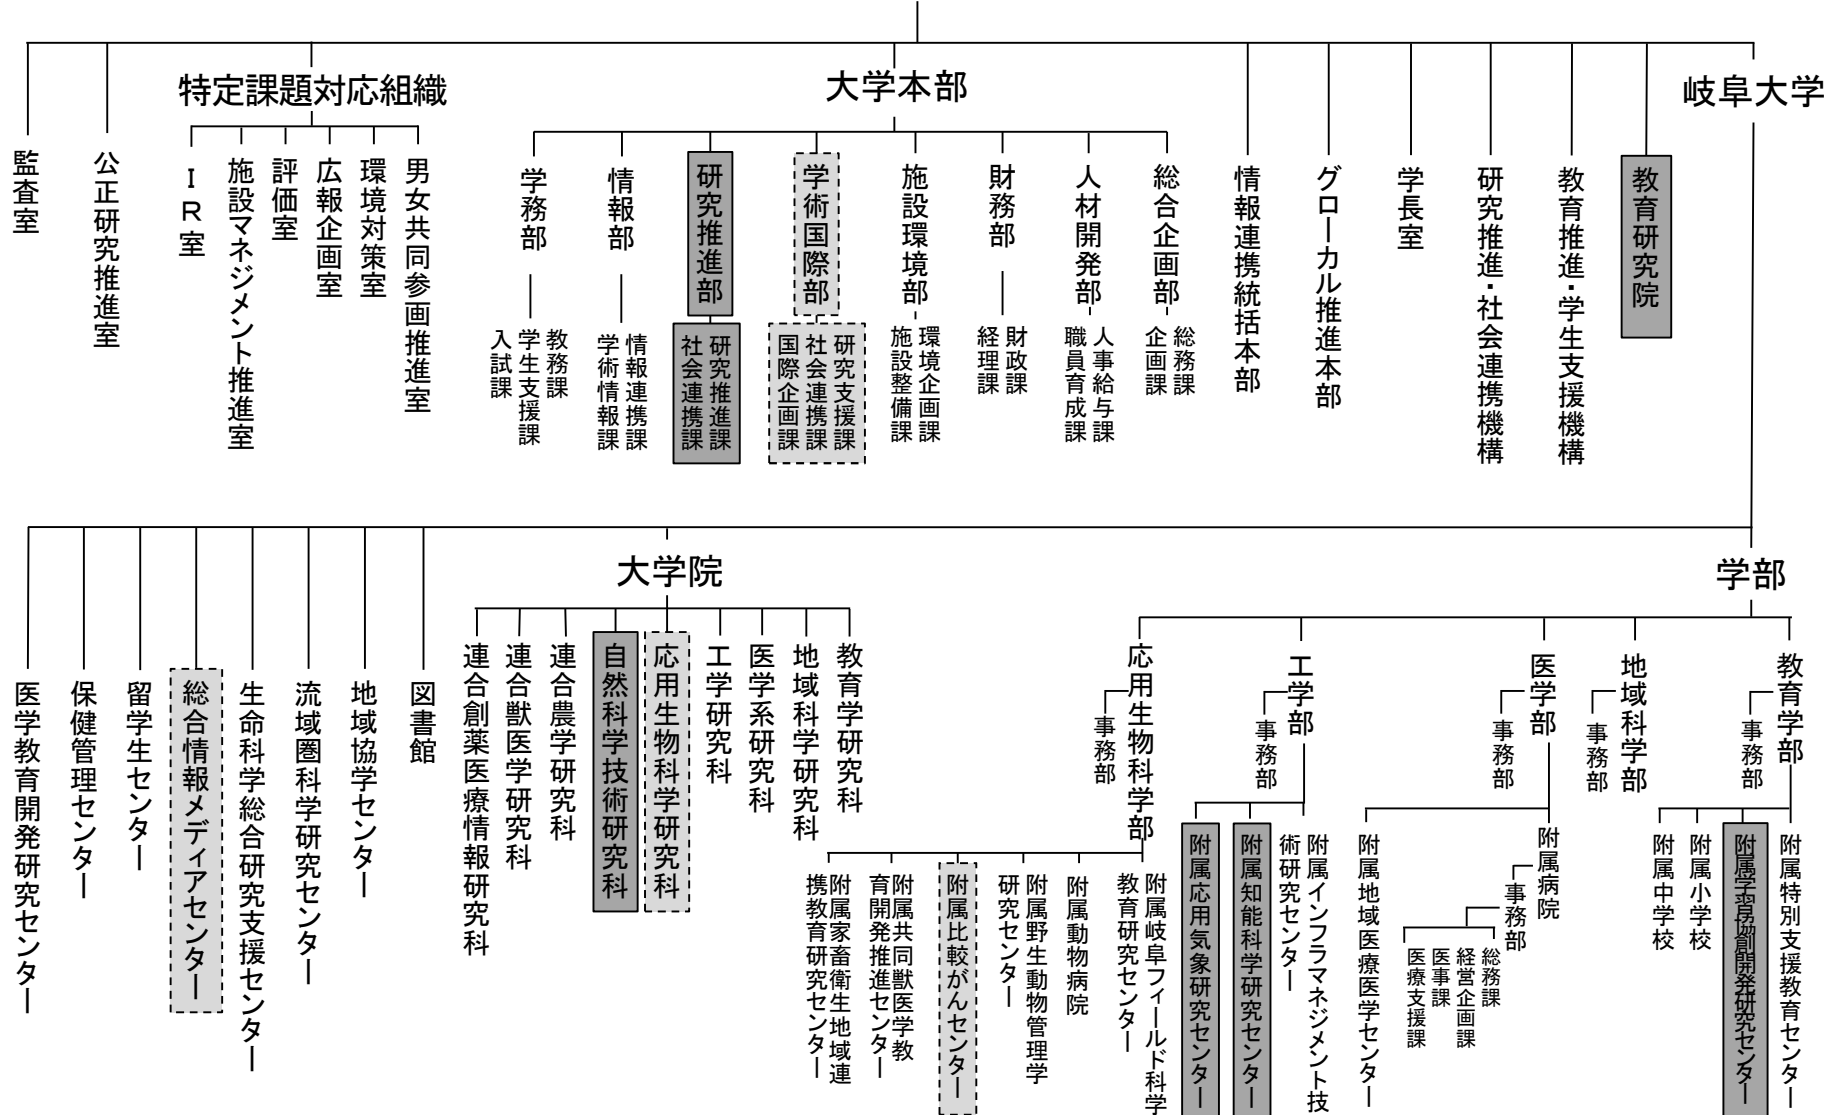 特定課題対応組織
大学本部
岐阜大学
監査室
公正研究推進室
IR室
施設マネジメント推進室
評価室
広報企画室
環境対策室
男女共同参画推進室
学務部
入試課
学生支援課
教務課
情報部
学術情報課
情報連携課
研究推進部
社会連携課
研究推進課
学術国際部
国際企画課
社会連携課
研究支援課
施設環境部
施設整備課
環境企画課
財務部
経理課
財政課
人材開発部
職員育成課
人事給与課
総合企画部
企画課
総務課
情報連携統括本部
グローカル推進本部
学長室
研究推進・社会連携機構
教育推進・学生支援機構
教育研究院
大学院
学部
医学教育開発研究センター
保健管理センター
留学生センター
総合情報メディアセンター
生命科学総合研究支援センター
流域圏科学研究センター
地域協学センター
図書館
連合創薬医療情報研究科
連合獣医学研究科
連合農学研究科
自然科学技術研究科
応用生物科学研究科
工学研究科
医学系研究科
地域科学研究科
教育学研究科
応用生物科学部
事務部
附属家畜衛生地域連
携教育研究センター
附属共同獣医学教
育開発推進センター
附属比較がんセンター
附属野生動物管理学
研究センター
附属動物病院
附属岐阜フィールド科学
教育研究センター
工学部
事務部
附属応用気象研究センター
附属知能科学研究センター
附属インフラマネジメント技
術研究センター
医学部
事務部
附属地域医療医学センター
附属病院
事務部
医療支援課
医事課
経営企画課
総務課
地域科学部
事務部
教育学部
事務部
附属中学校
附属小学校
附属学習協創開発研究センター
附属特別支援教育センター